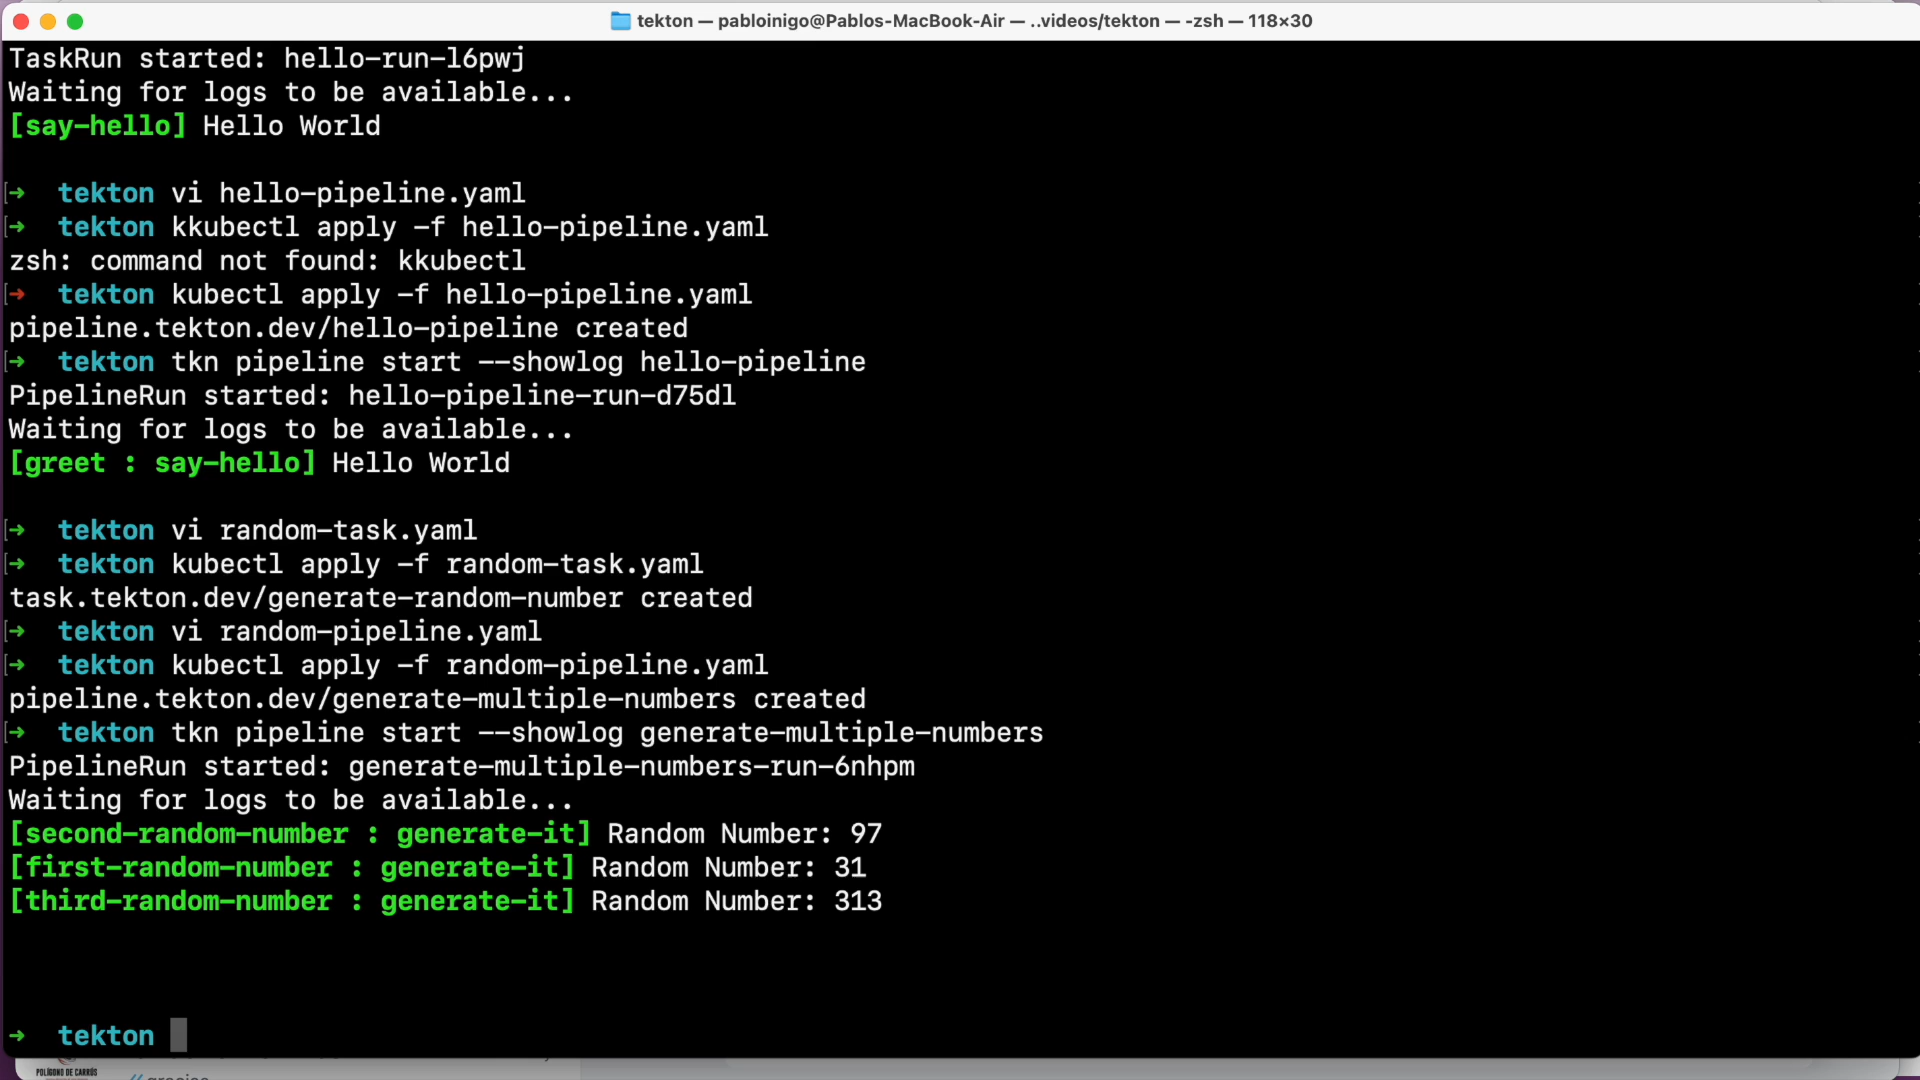 tekton — pabloinigo@Pablos-MacBook-Air — ..videos/tekton — -zsh — 118×30
TaskRun started: hello-run-l6pwj
Waiting for logs to be available...
[say-hello] Hello World
[➜  tekton vi hello-pipeline.yaml
[➜  tekton kkubectl apply -f hello-pipeline.yaml
zsh: command not found: kkubectl
[➜  tekton kubectl apply -f hello-pipeline.yaml
pipeline.tekton.dev/hello-pipeline created
[➜  tekton tkn pipeline start --showlog hello-pipeline
PipelineRun started: hello-pipeline-run-d75dl
Waiting for logs to be available...
[greet : say-hello] Hello World
[➜  tekton vi random-task.yaml
[➜  tekton kubectl apply -f random-task.yaml
task.tekton.dev/generate-random-number created
[➜  tekton vi random-pipeline.yaml
[➜  tekton kubectl apply -f random-pipeline.yaml
pipeline.tekton.dev/generate-multiple-numbers created
[➜  tekton tkn pipeline start --showlog generate-multiple-numbers
PipelineRun started: generate-multiple-numbers-run-6nhpm
Waiting for logs to be available...
[second-random-number : generate-it] Random Number: 97
[first-random-number : generate-it] Random Number: 31
[third-random-number : generate-it] Random Number: 313
➜  tekton
POLÍGONO DE CARRÚS